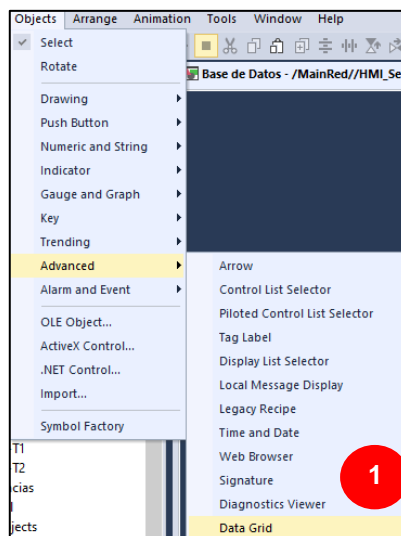 Objects Arrange Animation Tools Window Help
Select
Rotate
Base de Datos - /MainRed//HMI_Se
Drawing
Push Button
Numeric and String
Indicator
Gauge and Graph
Key
Trending
Advanced
Arrow
Alarm and Event
Control List Selector
Piloted Control List Selector
OLE Object...
Tag Label
ActiveX Control...
Display List Selector
.NET Control...
Local Message Display
Import...
Legacy Recipe
Symbol Factory
Time and Date
T1
Web Browser
T2
Signature
1
cias
Diagnostics Viewer
l
jects
Data Grid